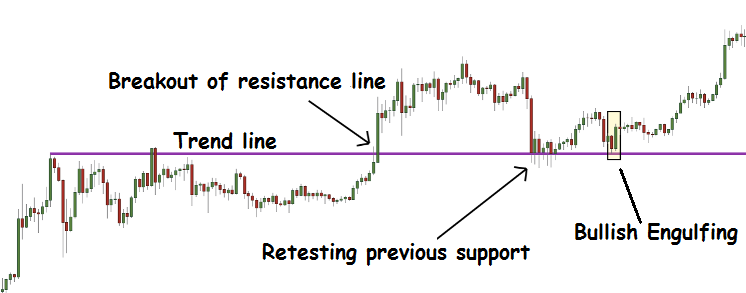 Breakout of resistance line
Trend line
Retesting previous support
Bullish Engulfing